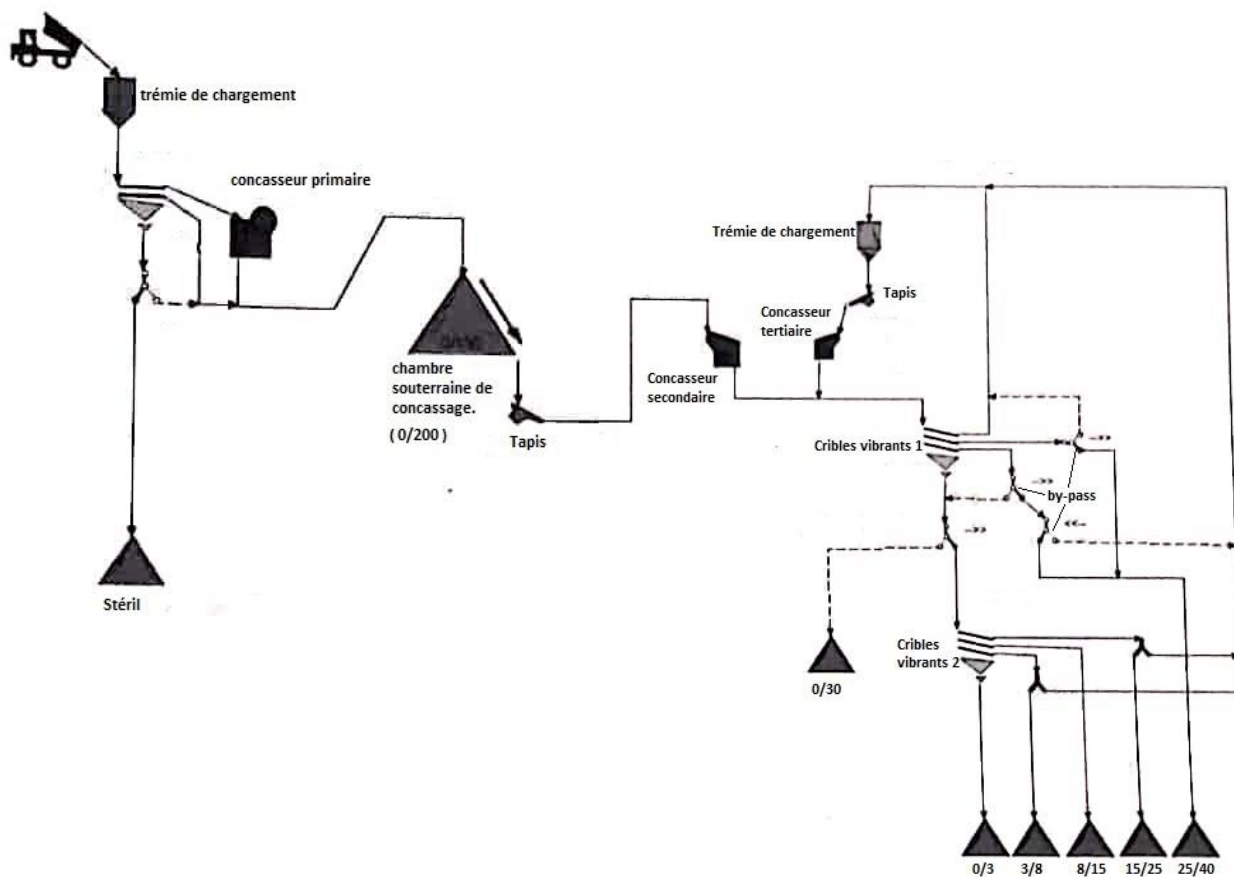 trémie de chargement
concasseur primaire
Trémie de chargement
Tapis
Concasseur
tertiaire
chambre
souterraine de
concassage.
( 0/200 )
Tapis
Concasseur
secondaire
Cribles vibrants 1
by-pass
Stéril
Cribles
vibrants 2
0/30
0/3
3/8
8/15
15/25
25/40